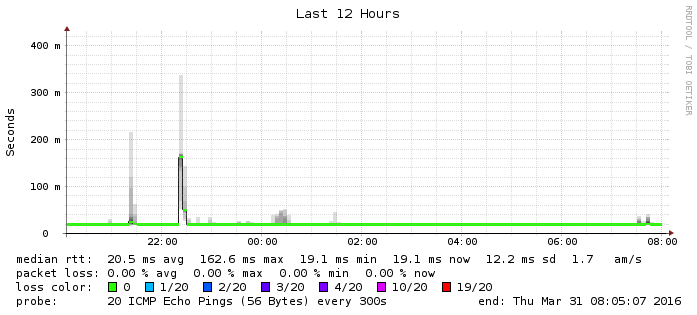 Last 12 Hours
RRDTOOL / TOBI OETIKER
Seconds
400 m
300 m
200 m
100 m
0
22:00 00:00 02:00 04:00 06:00 08:00
median rtt: 20.5 ms avg 162.6 ms max 19.1 ms min 19.1 ms now 12.2 ms sd 1.7 am/s
packet loss: 0.00 % avg 0.00 % max 0.00 % min 0.00 % now
loss color: 0 1/20 2/20 3/20 4/20 10/20 19/20
probe: 20 ICMP Echo Pings (56 Bytes) every 300s end: Thu Mar 31 08:05:07 2016